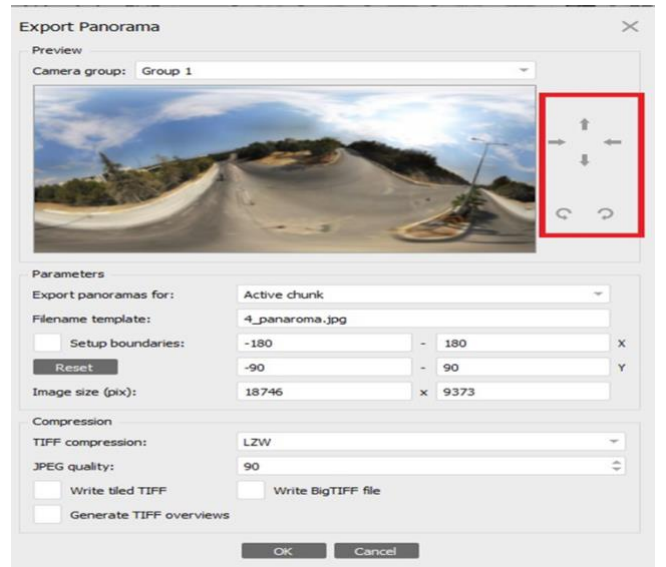 Export Panorama
Preview
Camera group: Group 1
Parameters
Export panoramas for: Active chunk
Filename template: 4_panaroma.jpg
Setup boundaries: -180 - 180 X
Reset -90 - 90 Y
Image size (pix): 18746 x 9373
Compression
TIFF compression: LZW
JPEG quality: 90
Write tiled TIFF Write BigTIFF file
Generate TIFF overviews
OK Cancel